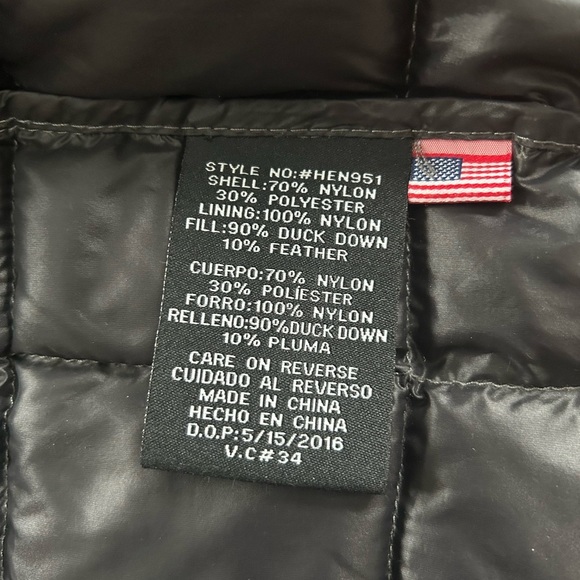 STYLE NO:#HEN951
SHELL:70% NYLON
30% POLYESTER
LINING:100% NYLON
FILL:90% DUCK DOWN
10% FEATHER
CUERPO:70% NYLON
30% POLIESTER
FORRO:100% NYLON
RELLENO:90%DUCK DOWN
10% PLUMA
CARE ON REVERSE
CUIDADO AL REVERSO
MADE IN CHINA
HECHO EN CHINA
D.O.P:5/15/2016
V.C#34